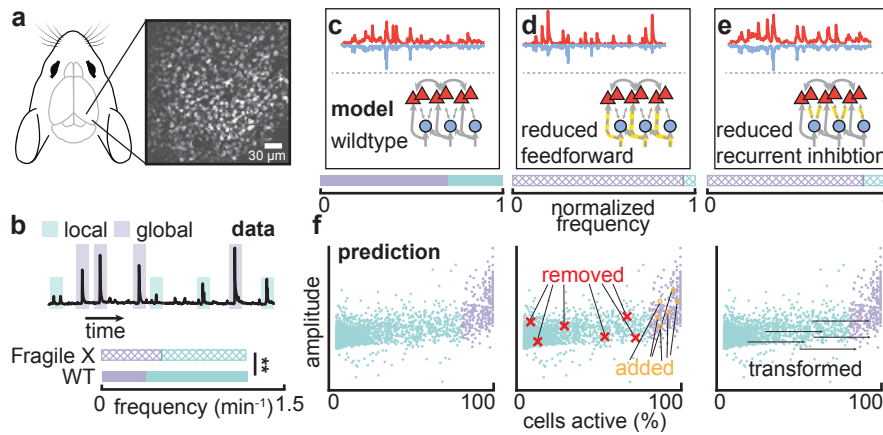 a
30 µm
b
local
global
data
time
Fragile X
WT
**
0
frequency (min⁻¹)
1.5
c
model
wildtype
0
1
d
reduced
feedforward
0
1
normalized
frequency
e
reduced
recurrent inhibtion
0
1
f
prediction
amplitude
0
100
removed
added
0
100
cells active (%)
transformed
0
100